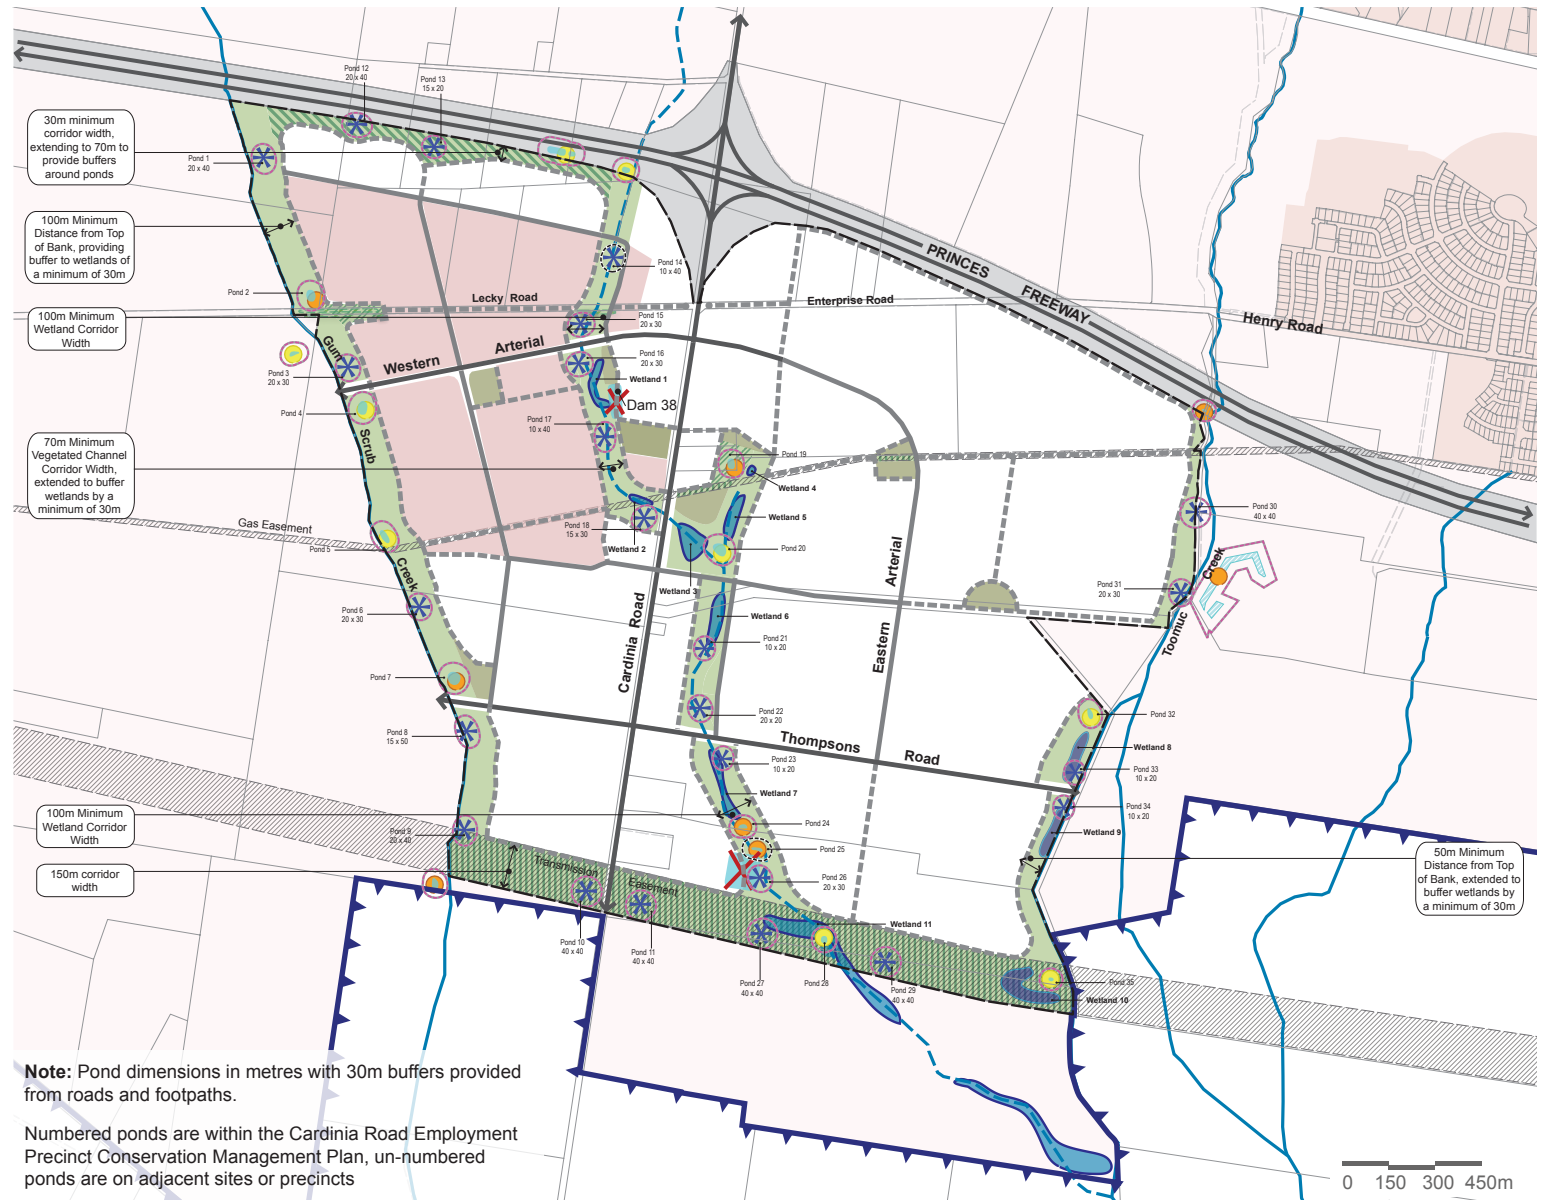 Pond 12
20 x 40
Pond 13
15 x 20
30m minimum
corridor width,
extending to 70m to
provide buffers
around ponds
Pond 1
20 x 40
100m Minimum
Distance from Top
of Bank, providing
buffer to wetlands of
a minimum of 30m
Pond 14
10 x 40
PRINCES
FREEWAY
Pond 2
Lecky Road
Enterprise Road
Henry Road
100m Minimum
Wetland Corridor
Width
Pond 15
20 x 30
Gum
Scrub
Creek
Western
Arterial
Pond 16
20 x 30
Pond 3
20 x 30
Wetland 1
Dam 38
Pond 4
Pond 17
10 x 40
70m Minimum
Vegetated Channel
Corridor Width,
extended to buffer
wetlands by a
minimum of 30m
Pond 19
Wetland 4
Gas Easement
Pond 18
15 x 30
Wetland 5
Pond 30
40 x 40
Pond 5
Wetland 2
Pond 20
Eastern
Arterial
Toomuc
Creek
Wetland 3
Pond 31
20 x 30
Pond 6
20 x 30
Cardinia Road
Wetland 6
Pond 21
10 x 20
Pond 7
Pond 22
20 x 20
Pond 32
Pond 8
15 x 50
Thompsons
Road
Wetland 8
Pond 23
10 x 20
Pond 33
10 x 20
Wetland 7
Pond 34
10 x 20
100m Minimum
Wetland Corridor
Width
Pond 9
20 x 40
Pond 24
Wetland 9
Pond 25
50m Minimum
Distance from Top
of Bank, extended to
buffer wetlands by
a minimum of 30m
150m corridor
width
Transmission
Easement
Pond 26
20 x 30
Wetland 11
Pond 10
40 x 40
Pond 11
40 x 40
Pond 27
40 x 40
Pond 28
Pond 29
40 x 40
Pond 35
Wetland 10
Note: Pond dimensions in metres with 30m buffers provided
from roads and footpaths.
Numbered ponds are within the Cardinia Road Employment
Precinct Conservation Management Plan, un-numbered
ponds are on adjacent sites or precincts
0 150 300 450m